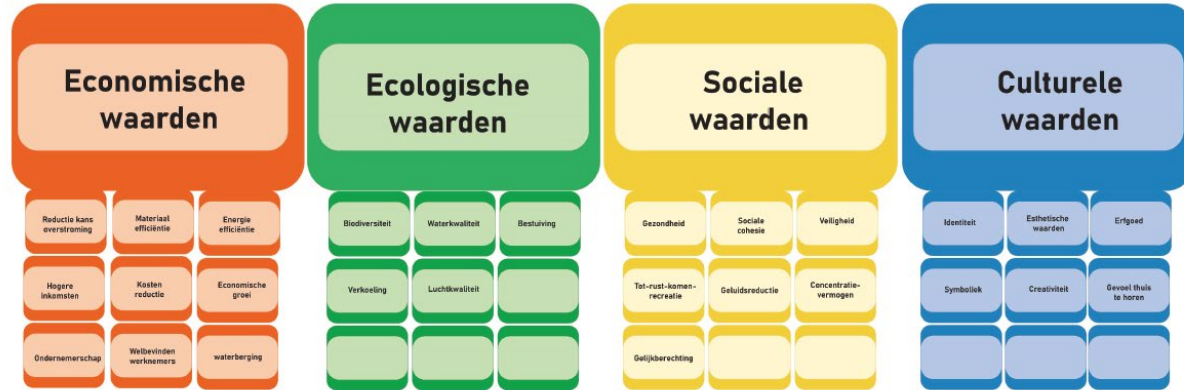 Economische
waarden
Ecologische
waarden
Sociale
waarden
Culturele
waarden
Reductie kans
overstroming
Materiaal
efficiëntie
Energie
efficiëntie
Hogere
inkomsten
Kosten
reductie
Economische
groei
Ondernemerschap
Welbevinden
werknemers
waterberging
Biodiversiteit
Waterkwaliteit
Bestuiving
Verkoeling
Luchtkwaliteit
Gezondheid
Sociale
cohesie
Veiligheid
Tot-rust-komen-
recreatie
Geluidsreductie
Concentratie-
vermogen
Gelijkberechting
Identiteit
Esthetische
waarden
Erfgoed
Symboliek
Creativiteit
Gevoel thuis
te horen